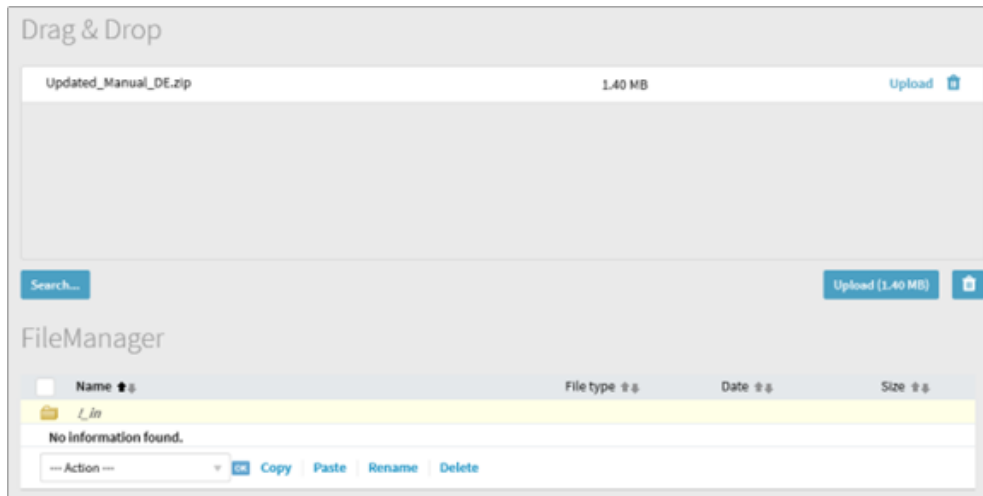 Drag & Drop
Updated_Manual_DE.zip 1.40 MB Upload
Search... Upload (1.40 MB)
FileManager
Name File type Date Size
/_in
No information found.
--- Action --- OK Copy Paste Rename Delete